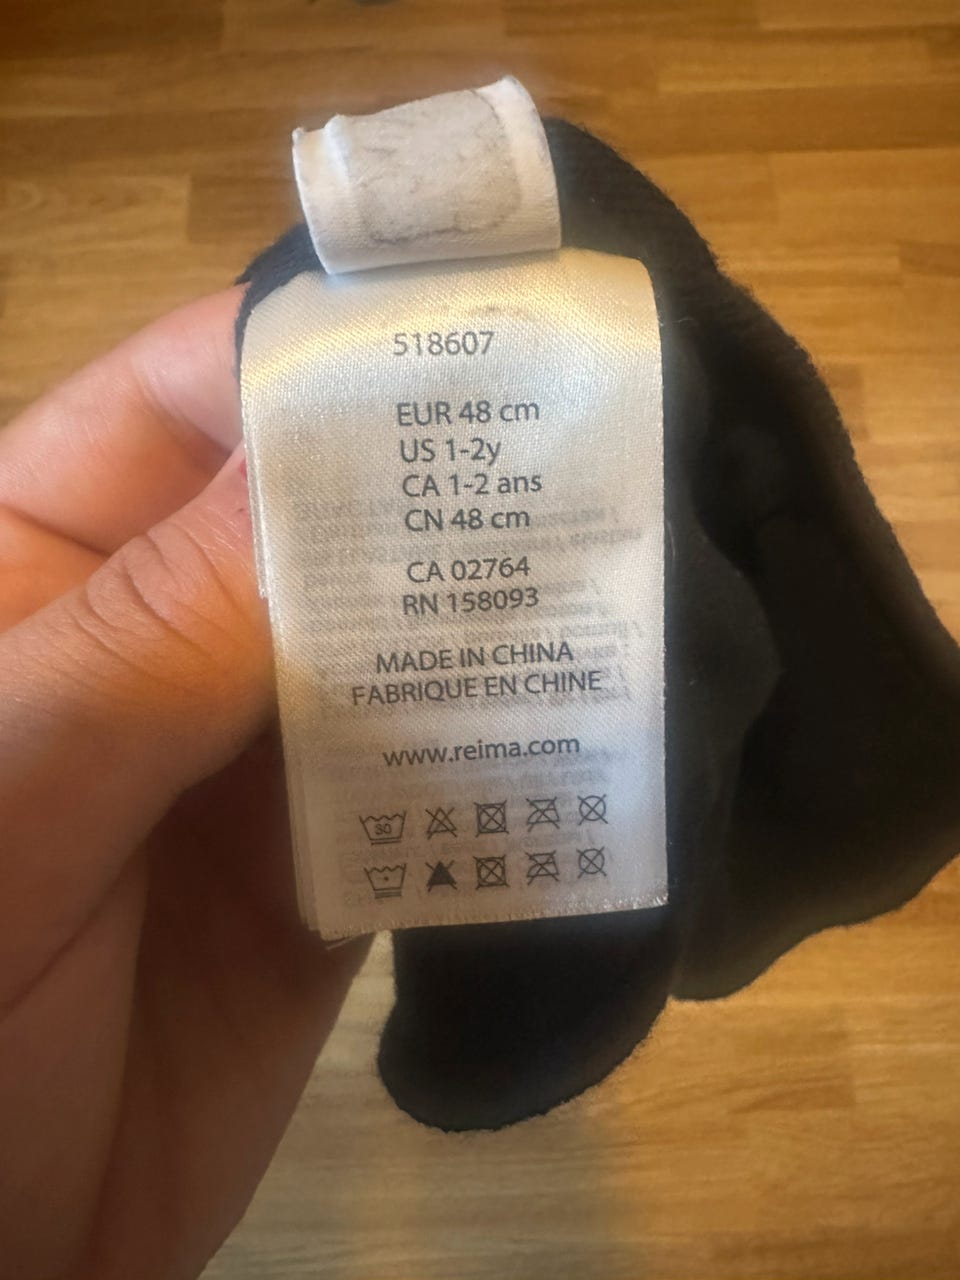 518607
EUR 48 cm
US 1-2y
CA 1-2 ans
CN 48 cm
CA 02764
RN 158093
MADE IN CHINA
FABRIQUE EN CHINE
www.reima.com
30